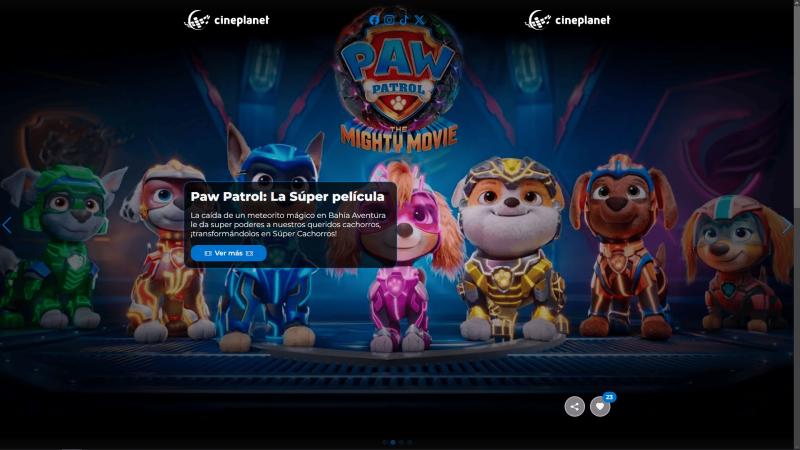 cineplanet
cineplanet
PAW
PATROL
THE
MIGHTY MOVIE
Paw Patrol: La Súper película
La caída de un meteorito mágico en Bahía Aventura
le da super poderes a nuestros queridos cachorros,
¡transformándolos en Súper Cachorros!
Ver más
23